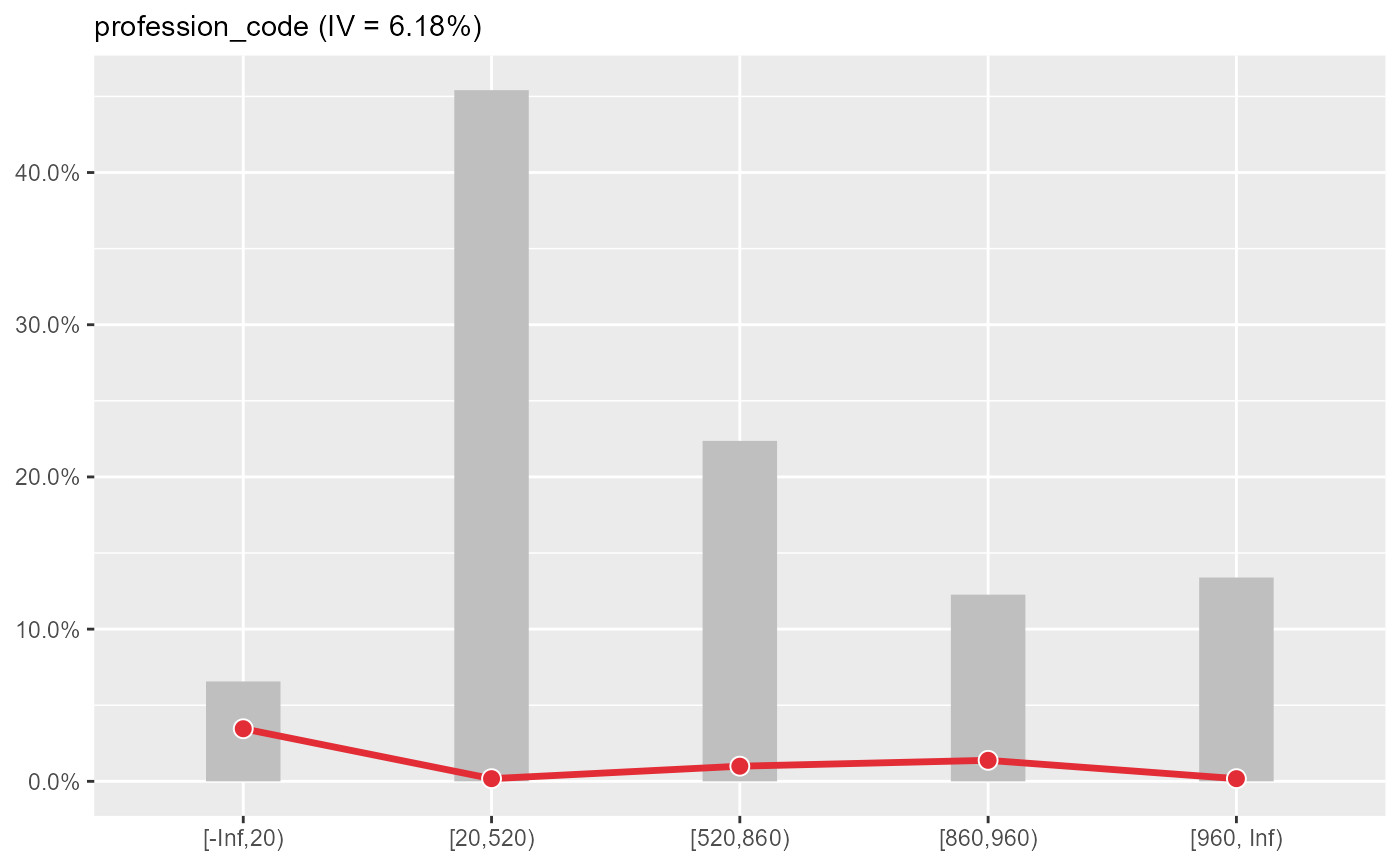 profession_code (IV = 6.18%)
40.0%
30.0%
20.0%
10.0%
0.0%
[-Inf,20) [20,520) [520,860) [860,960) [960, Inf)